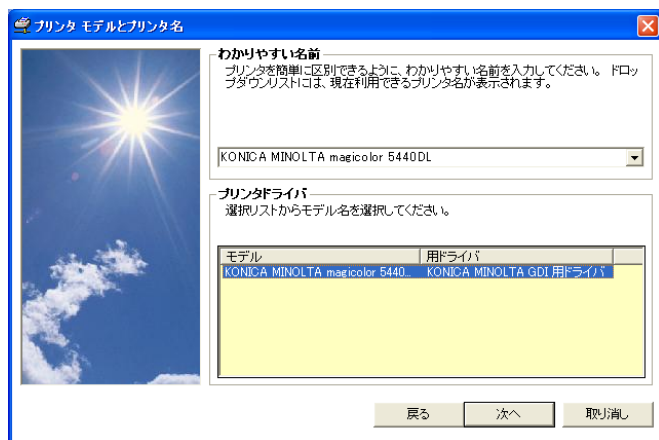 プリンタ モデルとプリンタ名
わかりやすい名前
プリンタを簡単に区別できるように、わかりやすい名前を入力してください。 ドロッ
プダウンリストには、現在利用できるプリンタ名が表示されます。
KONICA MINOLTA magicolor 5440DL
プリンタドライバ
選択リストからモデル名を選択してください。
モデル 用ドライバ
KONICA MINOLTA magicolor 5440... KONICA MINOLTA GDI 用ドライバ
戻る 次へ 取り消し